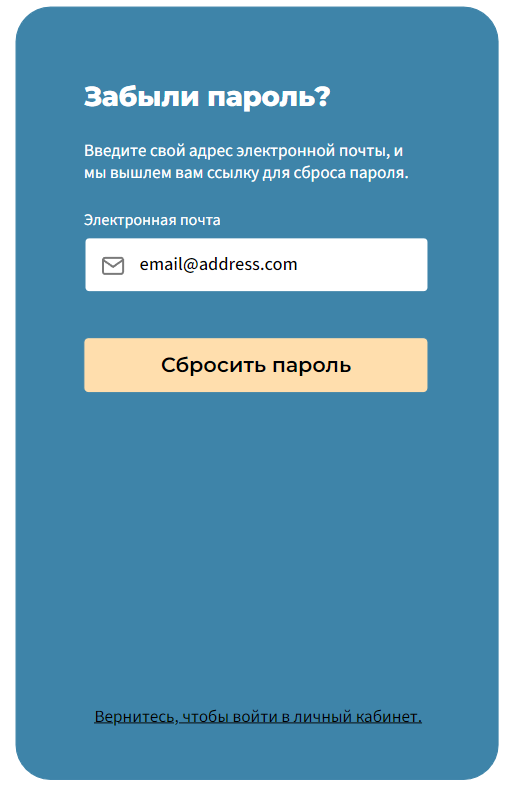 Забыли пароль?
Введите свой адрес электронной почты, и
мы вышлем вам ссылку для сброса пароля.
Электронная почта
email@address.com
Сбросить пароль
Вернитесь, чтобы войти в личный кабинет.